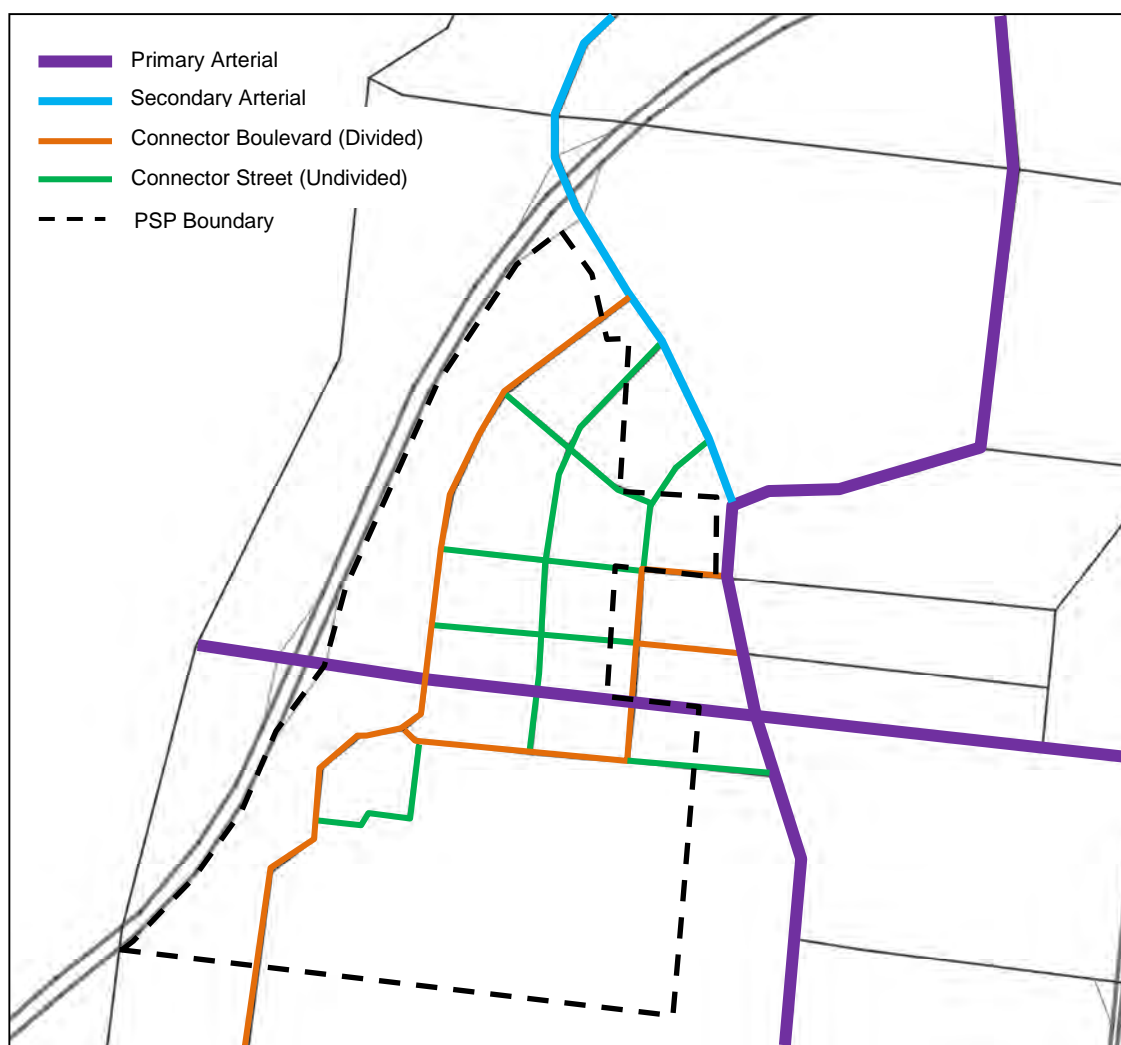 Primary Arterial
Secondary Arterial
Connector Boulevard (Divided)
Connector Street (Undivided)
PSP Boundary